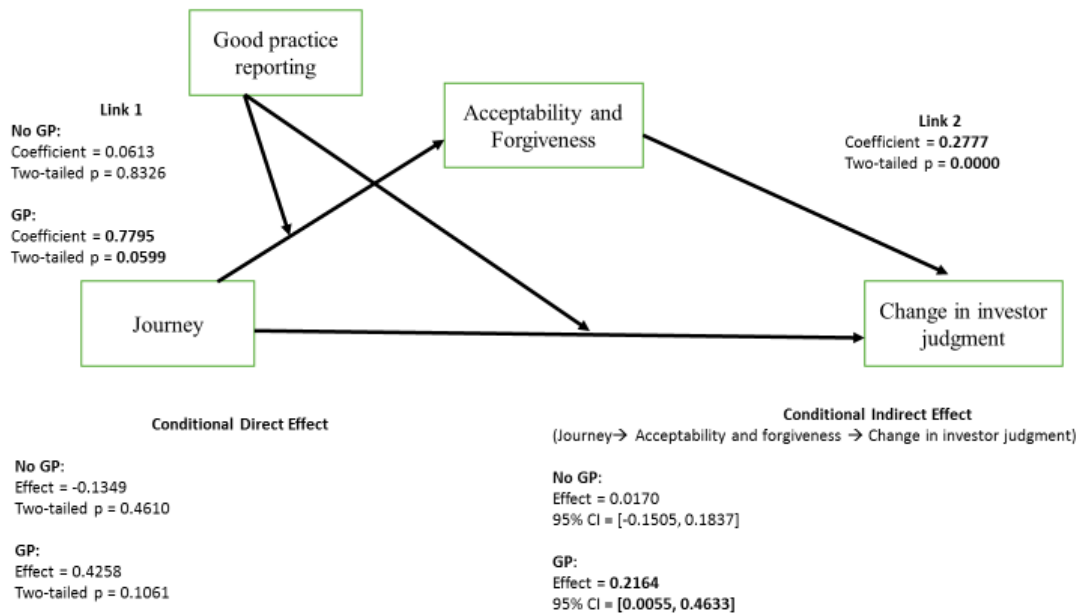 Good practice
reporting
Link 1
No GP:
Coefficient = 0.0613
Two-tailed p = 0.8326
GP:
Coefficient = 0.7795
Two-tailed p = 0.0599
Acceptability and
Forgiveness
Link 2
Coefficient = 0.2777
Two-tailed p = 0.0000
Journey
Change in investor
judgment
Conditional Direct Effect
No GP:
Effect = -0.1349
Two-tailed p = 0.4610
GP:
Effect = 0.4258
Two-tailed p = 0.1061
Conditional Indirect Effect
(Journey→ Acceptability and forgiveness → Change in investor judgment)
No GP:
Effect = 0.0170
95% CI = [-0.1505, 0.1837]
GP:
Effect = 0.2164
95% CI = [0.0055, 0.4633]